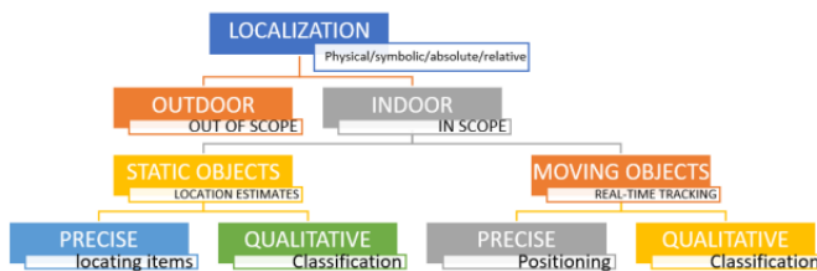 LOCALIZATION
Physical/symbolic/absolute/relative
OUTDOOR
OUT OF SCOPE
INDOOR
IN SCOPE
STATIC OBJECTS
LOCATION ESTIMATES
MOVING OBJECTS
REAL-TIME TRACKING
PRECISE
locating items
QUALITATIVE
Classification
PRECISE
Positioning
QUALITATIVE
Classification